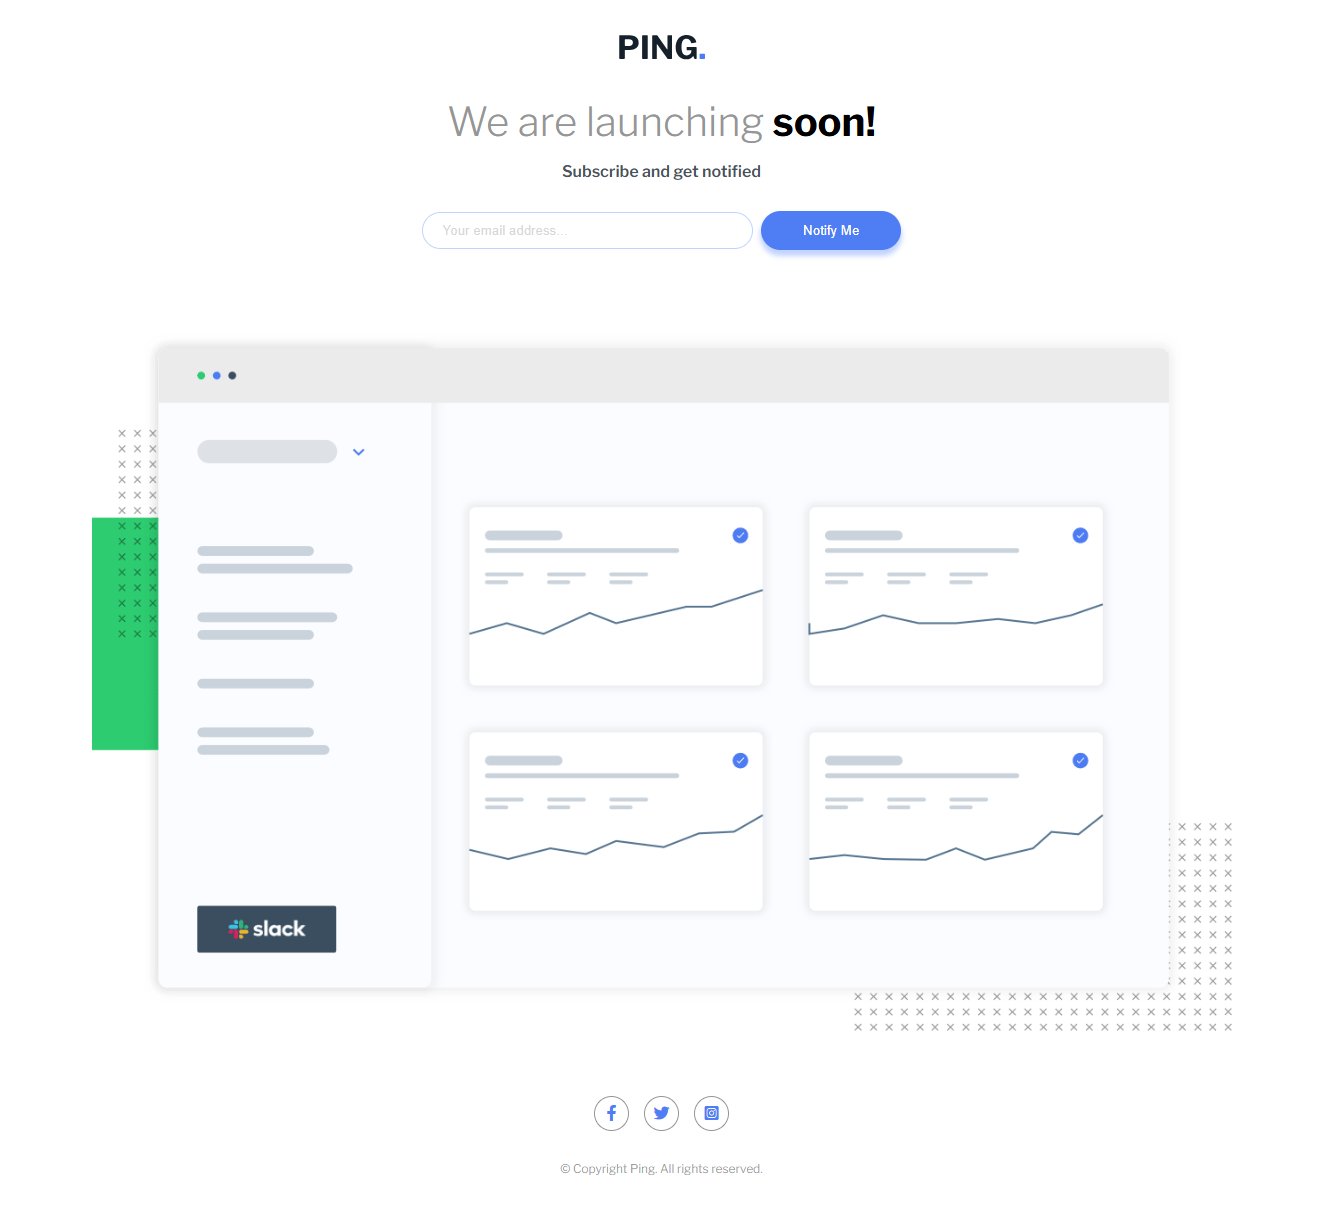 PING.
We are launching soon!
Subscribe and get notified
Your email address...
Notify Me
slack
© Copyright Ping. All rights reserved.